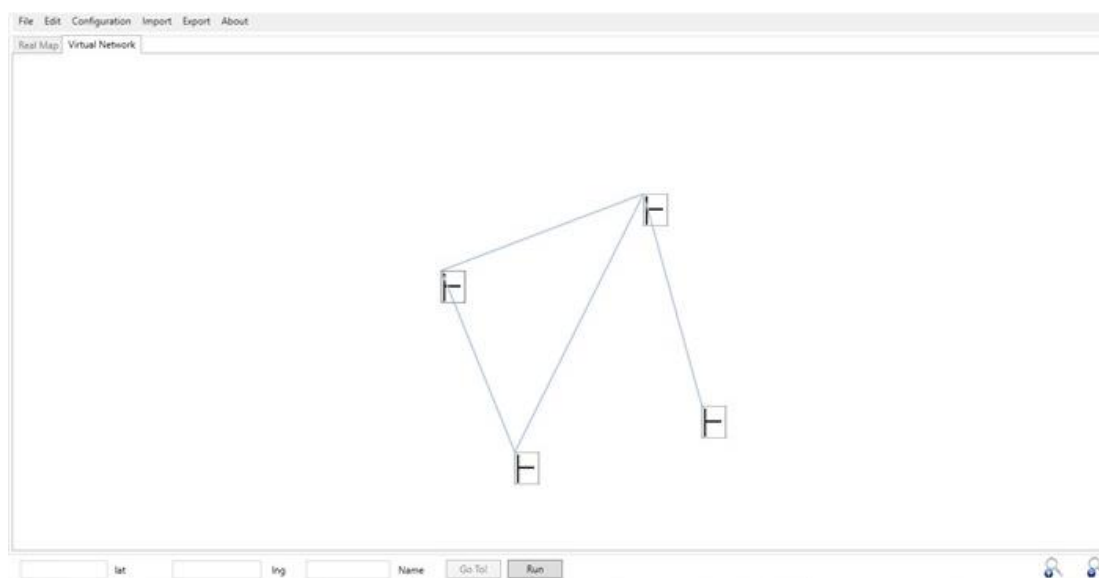 File Edit Configuration Import Export About
Real Map Virtual Network
lat lng Name Go To! Run